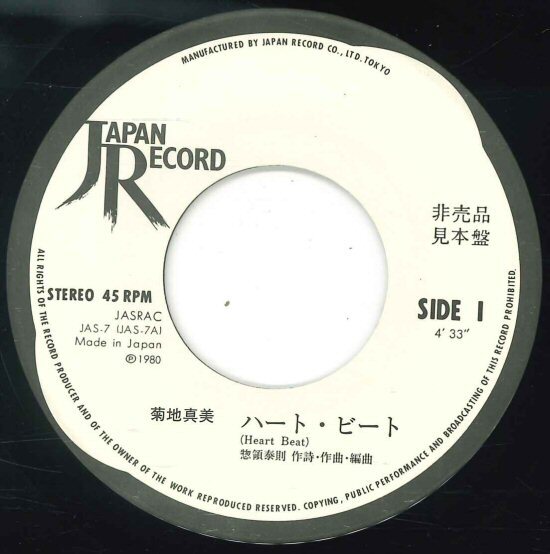 MANUFACTURED BY JAPAN RECORD CO., LTD. TOKYO
JAPAN
RECORD
非売品
見本盤
STEREO 45 RPM
JASRAC
JAS-7 (JAS-7A)
Made in Japan
Ⓟ1980
SIDE 1
4′33″
菊地真美 ハート・ビート
(Heart Beat)
惣領泰則 作詩・作曲・編曲
ALL RIGHTS OF THE RECORD PRODUCER AND OF THE OWNER OF THE WORK REPRODUCED RESERVED. COPYING, PUBLIC PERFORMANCE AND BROADCASTING OF THIS RECORD PROHIBITED.